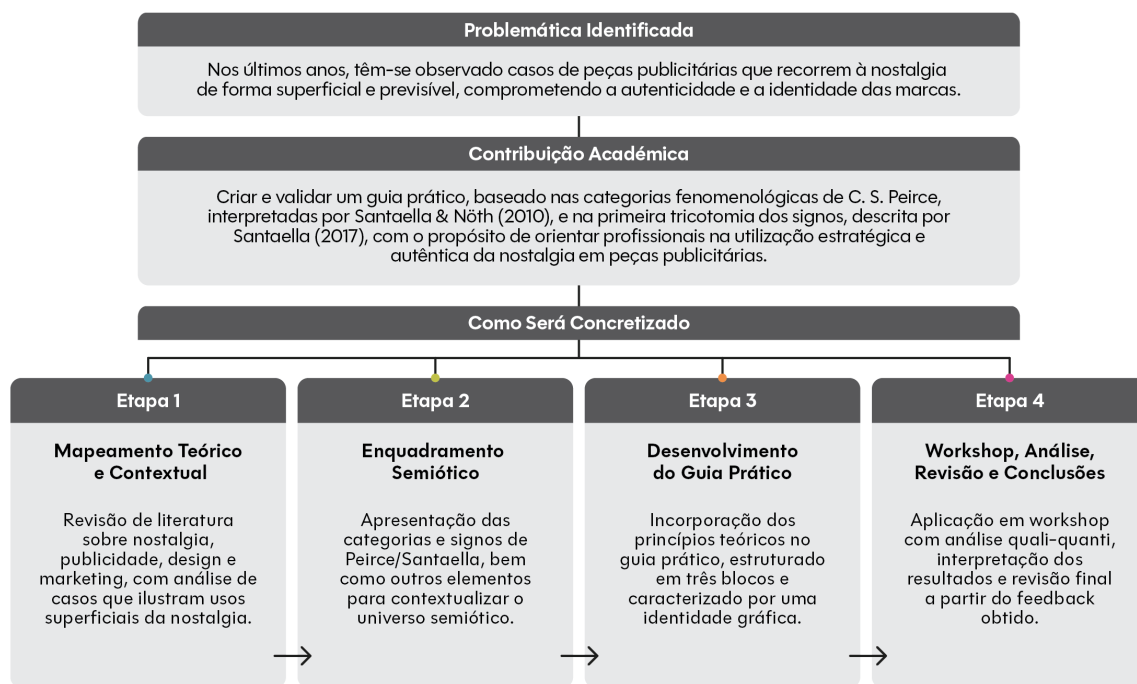 Problemática Identificada
Nos últimos anos, têm-se observado casos de peças publicitárias que recorrem à nostalgia
de forma superficial e previsível, comprometendo a autenticidade e a identidade das marcas.
Contribuição Académica
Criar e validar um guia prático, baseado nas categorias fenomenológicas de C. S. Peirce,
interpretadas por Santaella & Nöth (2010), e na primeira tricotomia dos signos, descrita por
Santaella (2017), com o propósito de orientar profissionais na utilização estratégica e
autêntica da nostalgia em peças publicitárias.
Como Será Concretizado
Etapa 1
Mapeamento Teórico
e Contextual
Revisão de literatura
sobre nostalgia,
publicidade, design e
marketing, com análise de
casos que ilustram usos
superficiais da nostalgia.
Etapa 2
Enquadramento
Semiótico
Apresentação das
categorias e signos de
Peirce/Santaella, bem
como outros elementos
para contextualizar o
universo semiótico.
Etapa 3
Desenvolvimento
do Guia Prático
Incorporação dos
princípios teóricos no
guia prático, estruturado
em três blocos e
caracterizado por uma
identidade gráfica.
Etapa 4
Workshop, Análise,
Revisão e Conclusões
Aplicação em workshop
com análise quali-quanti,
interpretação dos
resultados e revisão final
a partir do feedback
obtido.